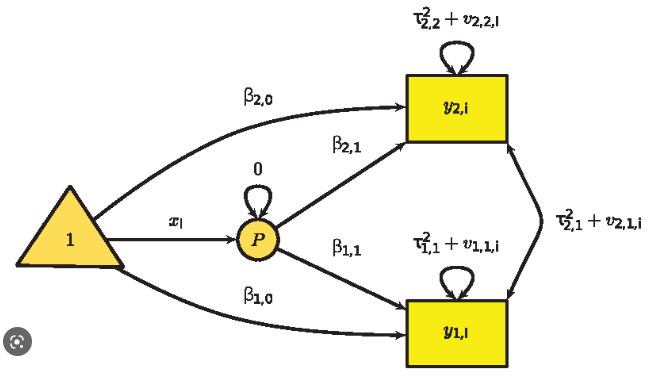 τ²₂,₂ + v₂,₂,i
y₂,i
β₂,₀
β₂,₁
0
1
xᵢ
P
τ²₂,₁ + v₂,₁,i
β₁,₁
τ²₁,₁ + v₁,₁,i
β₁,₀
y₁,i